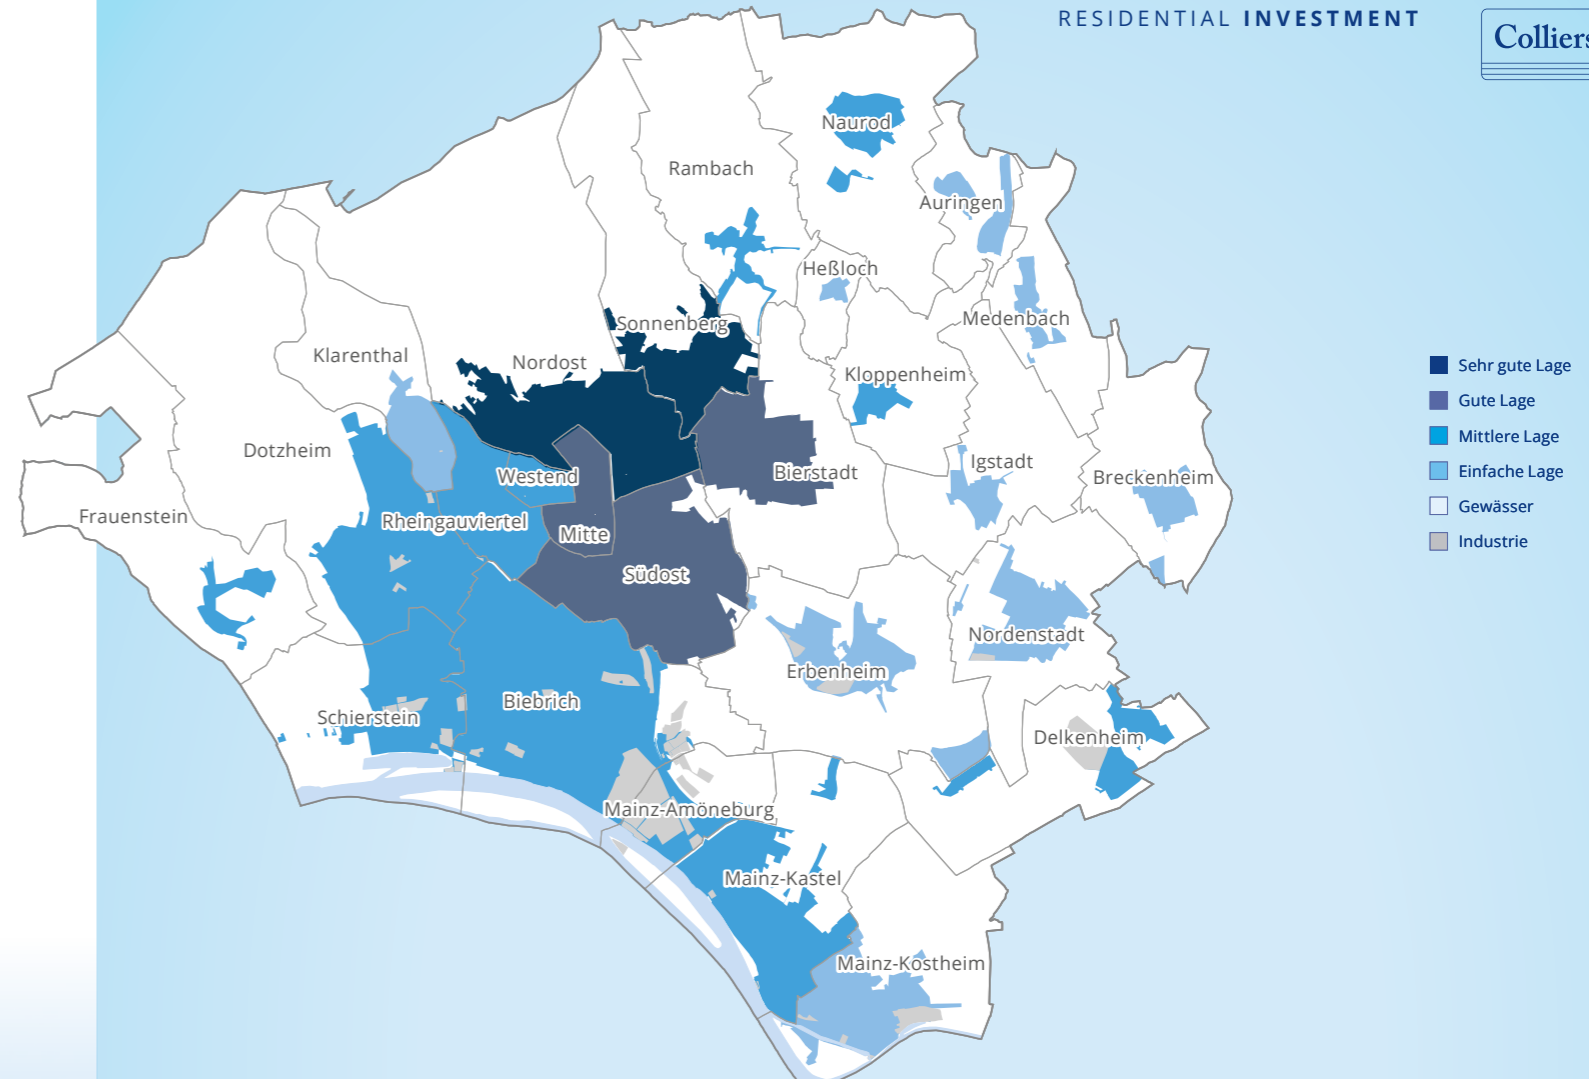 RESIDENTIAL INVESTMENT
Colliers
Naurod
Rambach
Auringen
Heßloch
Medenbach
Sonnenberg
Klarenthal
Nordost
Kloppenheim
Sehr gute Lage
Gute Lage
Mittlere Lage
Einfache Lage
Gewässer
Industrie
Dotzheim
Westend
Bierstadt
Igstadt
Breckenheim
Frauenstein
Rheingauviertel
Mitte
Südost
Nordenstadt
Erbenheim
Biebrich
Schierstein
Delkenheim
Mainz-Amöneburg
Mainz-Kastel
Mainz-Kostheim